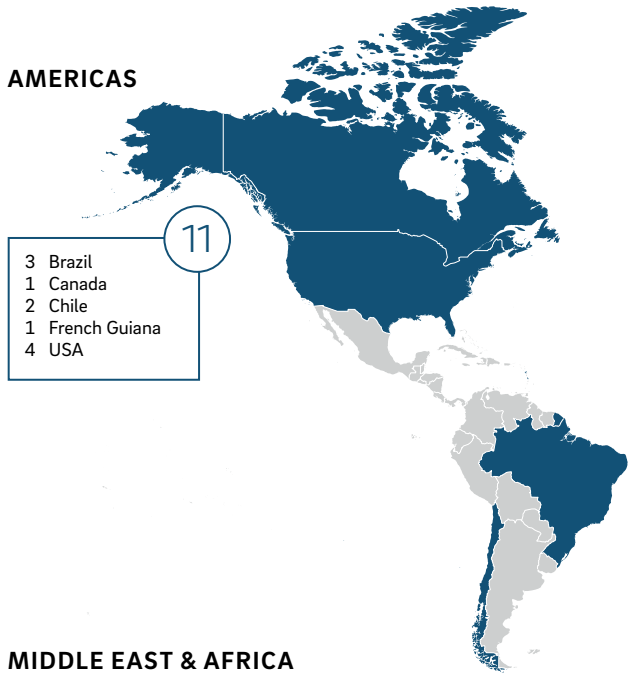 AMERICAS
11
3 Brazil
1 Canada
2 Chile
1 French Guiana
4 USA
MIDDLE EAST & AFRICA